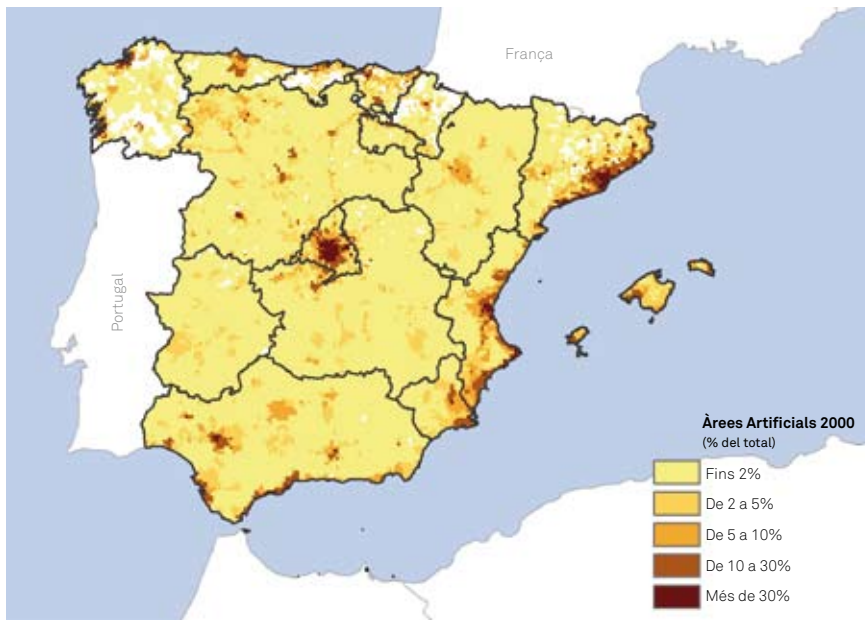 França
Portugal
Àrees Artificials 2000
(% del total)
Fins 2%
De 2 a 5%
De 5 a 10%
De 10 a 30%
Més de 30%